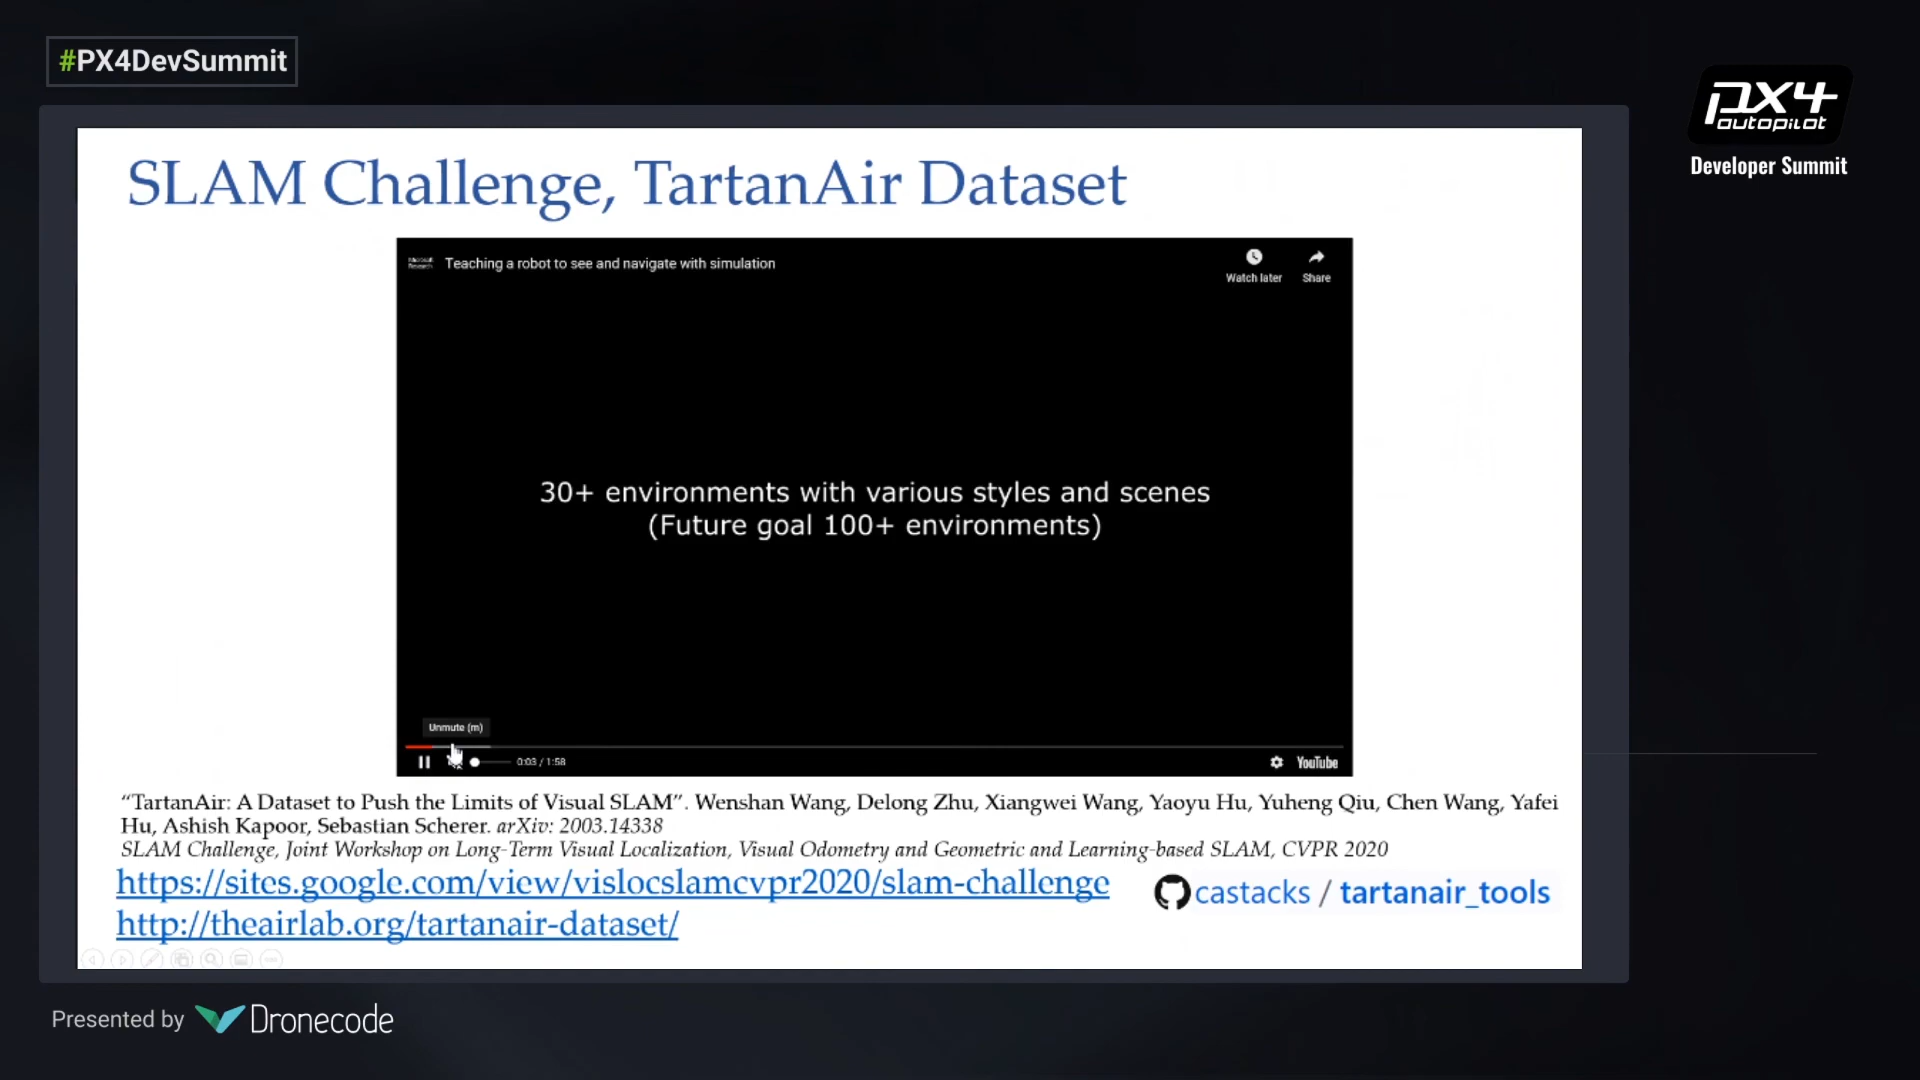 #PX4DevSummit
PX4
autopilot
Developer Summit
SLAM Challenge, TartanAir Dataset
Microsoft
Research
Teaching a robot to see and navigate with simulation
Watch later
Share
30+ environments with various styles and scenes
(Future goal 100+ environments)
Unmute (m)
0:03 / 1:58
YouTube
“TartanAir: A Dataset to Push the Limits of Visual SLAM”. Wenshan Wang, Delong Zhu, Xiangwei Wang, Yaoyu Hu, Yuheng Qiu, Chen Wang, Yafei
Hu, Ashish Kapoor, Sebastian Scherer. arXiv: 2003.14338
SLAM Challenge, Joint Workshop on Long-Term Visual Localization, Visual Odometry and Geometric and Learning-based SLAM, CVPR 2020
https://sites.google.com/view/vislocslamcvpr2020/slam-challenge
castacks / tartanair_tools
http://theairlab.org/tartanair-dataset/
Presented by Dronecode